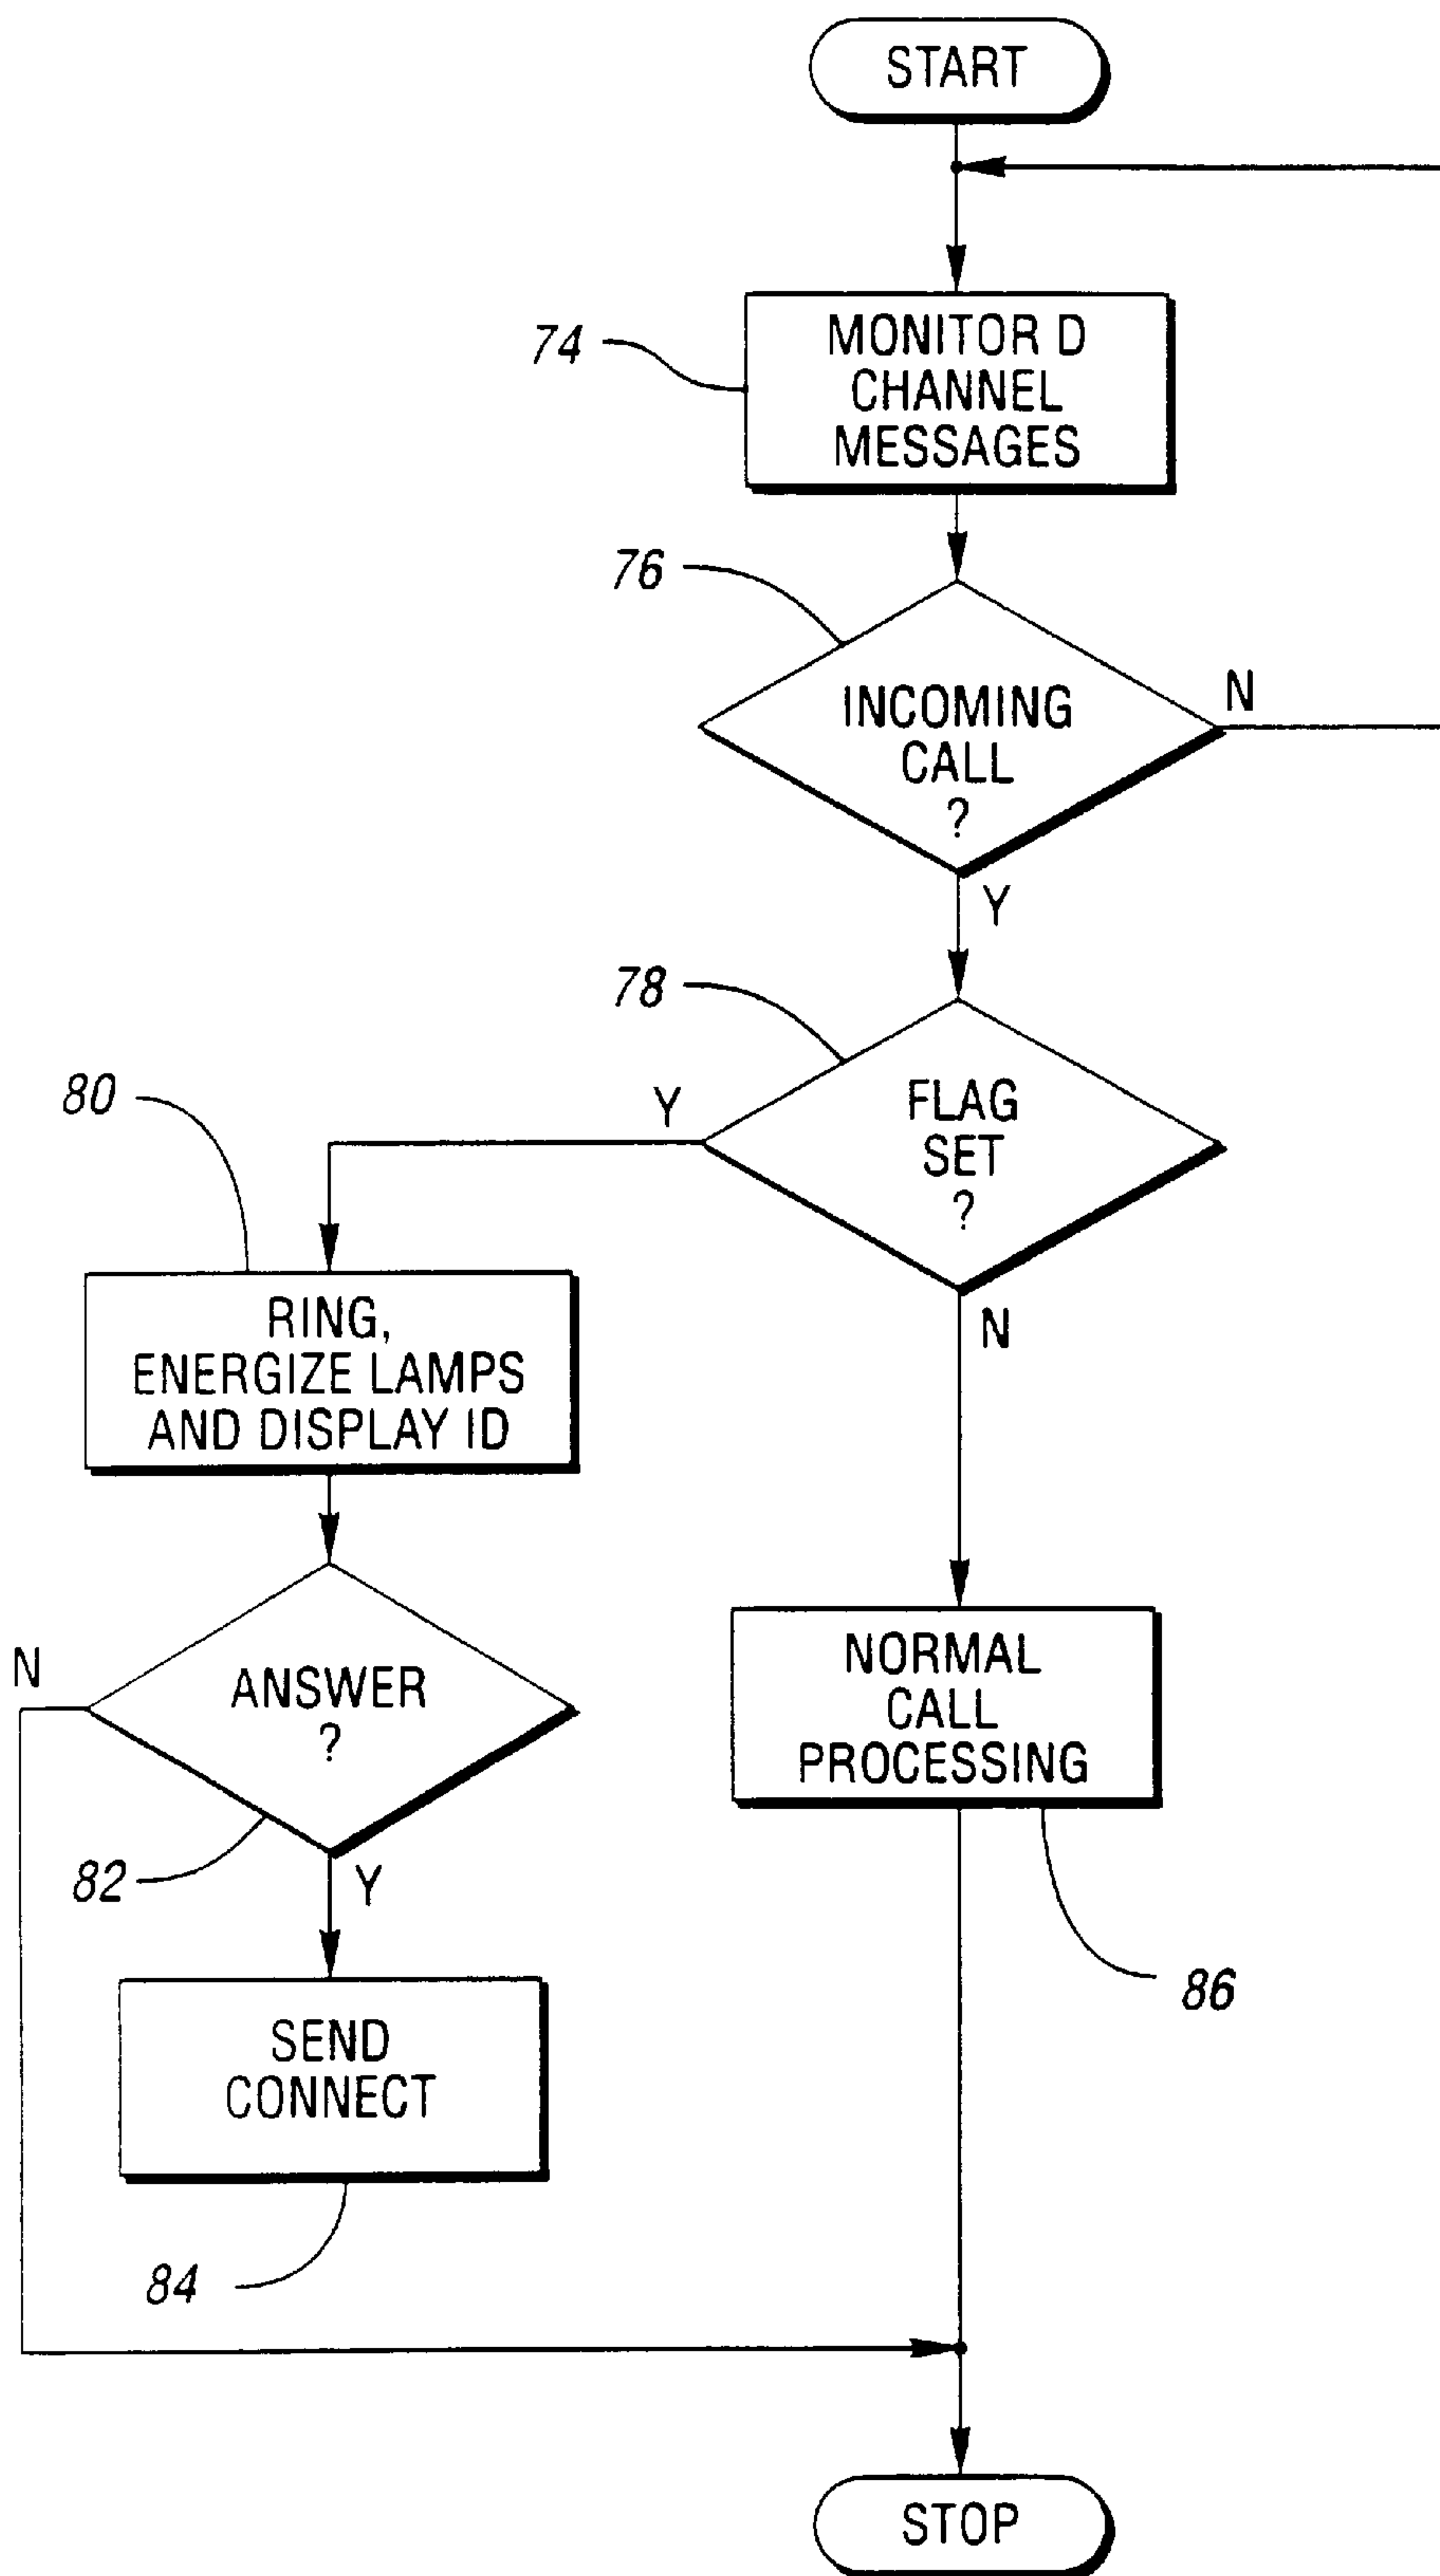 START
74
MONITOR D
CHANNEL
MESSAGES
76
INCOMING
CALL
?
N
Y
78
FLAG
SET
?
Y
N
80
RING,
ENERGIZE LAMPS
AND DISPLAY ID
N
ANSWER
?
82
Y
NORMAL
CALL
PROCESSING
86
SEND
CONNECT
84
STOP